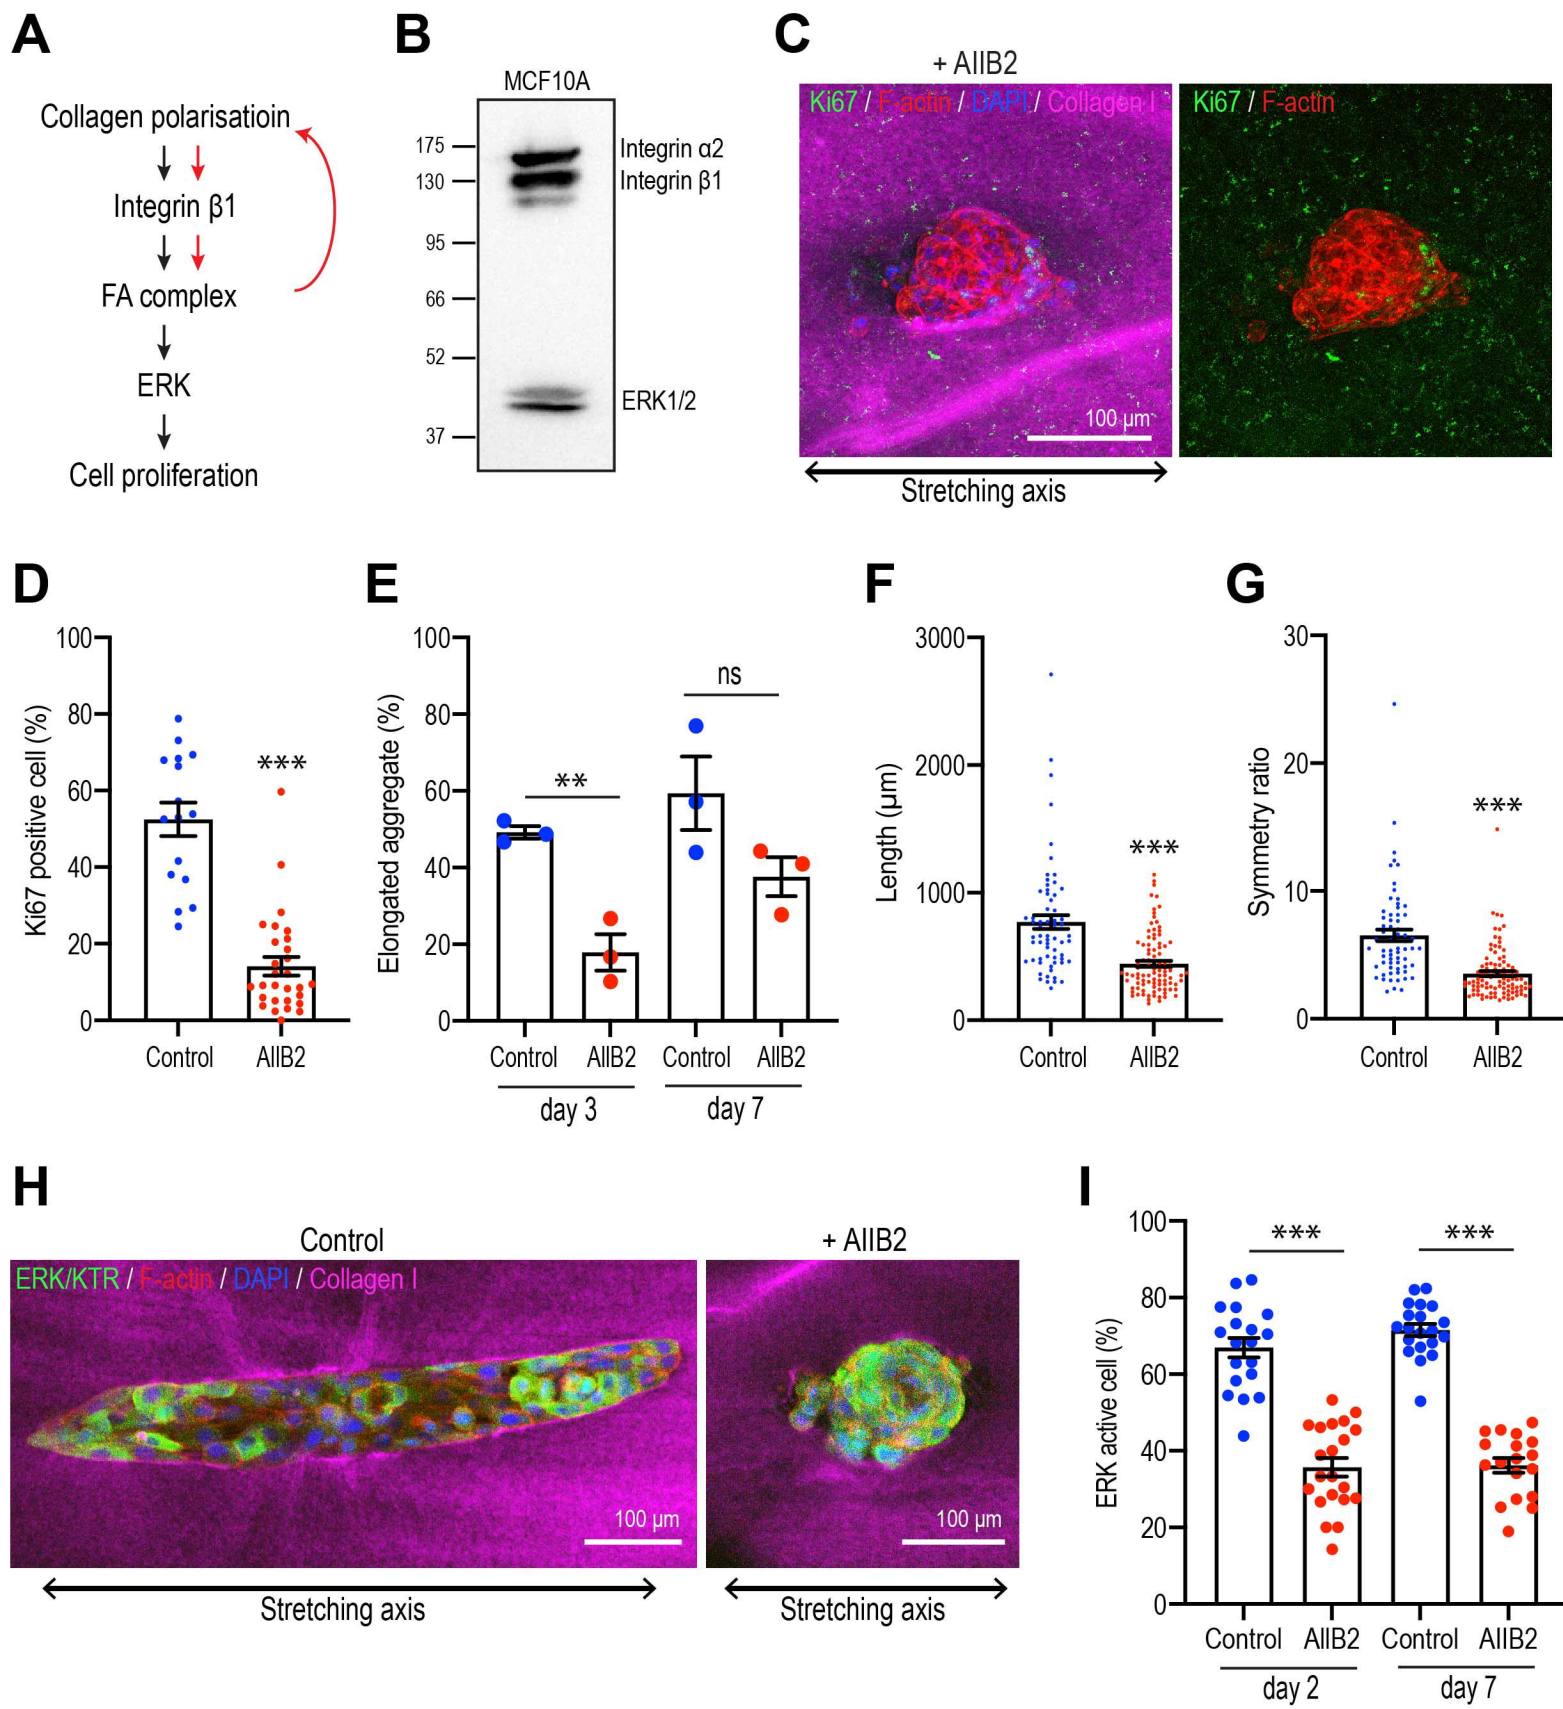 A
Collagen polarisatioin
Integrin β1
FA complex
ERK
Cell proliferation
B
MCF10A
175
130
95
66
52
37
Integrin α2
Integrin β1
ERK1/2
C
+ AIIB2
Ki67 / F-actin / DAPI / Collagen I
100 µm
Stretching axis
Ki67 / F-actin
D
Ki67 positive cell (%)
100
80
60
40
20
0
***
Control AIIB2
E
Elongated aggregate (%)
100
80
60
40
20
0
**
ns
Control AIIB2 Control AIIB2
day 3 day 7
F
Length (µm)
3000
2000
1000
0
***
Control AIIB2
G
Symmetry ratio
30
20
10
0
***
Control AIIB2
H
Control
ERK/KTR / F-actin / DAPI / Collagen I
100 µm
Stretching axis
+ AIIB2
100 µm
Stretching axis
I
ERK active cell (%)
100
80
60
40
20
0
*** ***
Control AIIB2 Control AIIB2
day 2 day 7